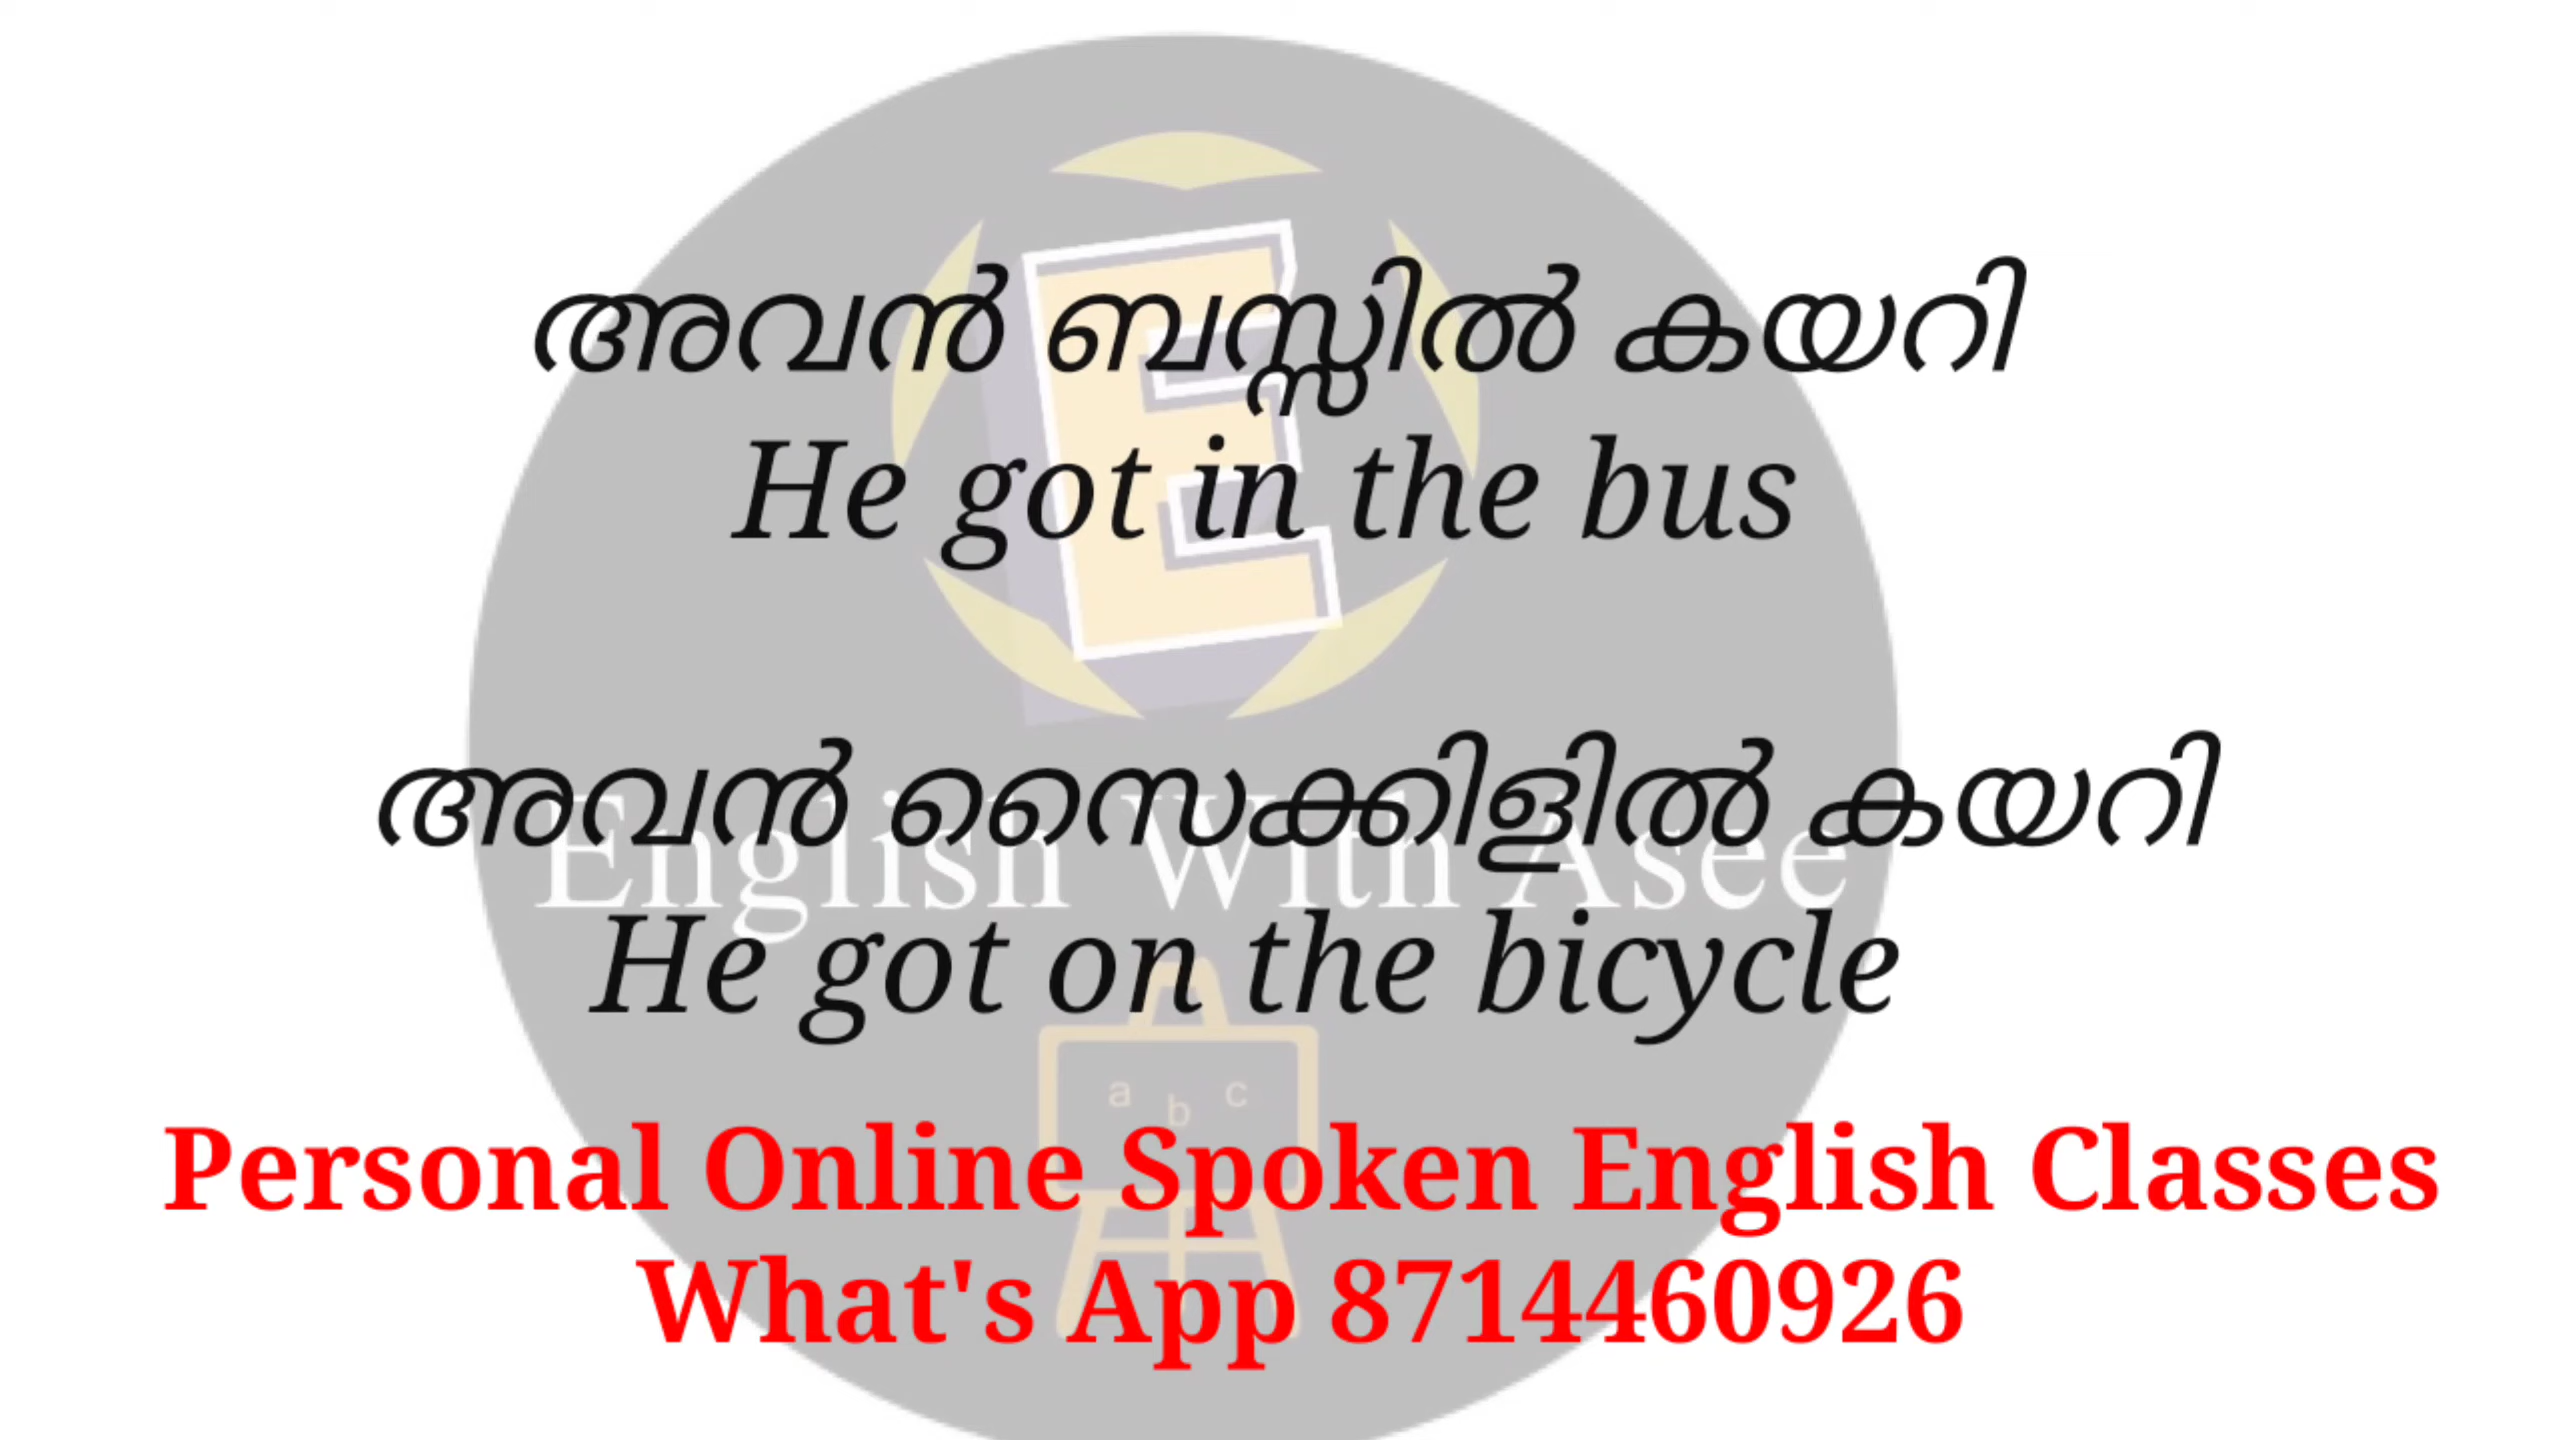 അവൻ ബസ്സിൽ കയറി
He got in the bus
അവൻ സൈക്കിളിൽ കയറി
English With Asee
He got on the bicycle
a b c
Personal Online Spoken English Classes
What's App 8714460926